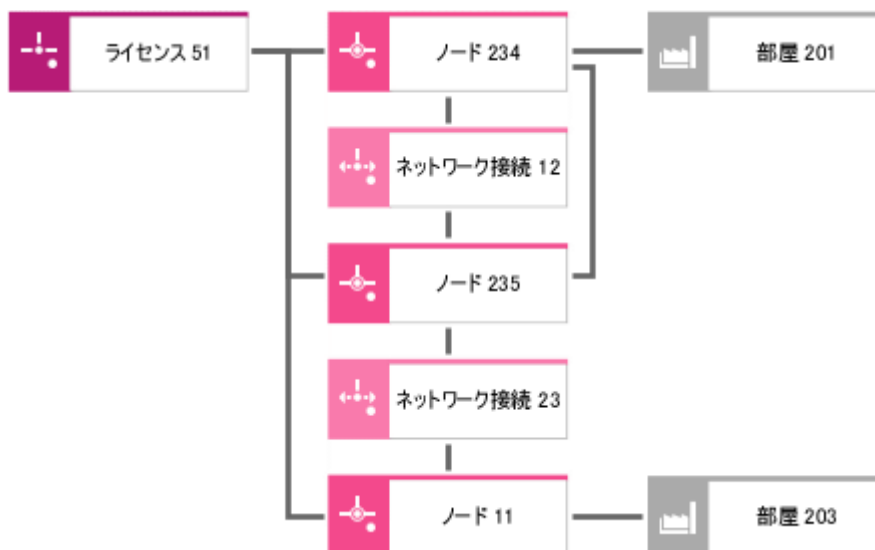 ライセンス 51
ノード 234
部屋 201
ネットワーク接続 12
ノード 235
ネットワーク接続 23
ノード 11
部屋 203